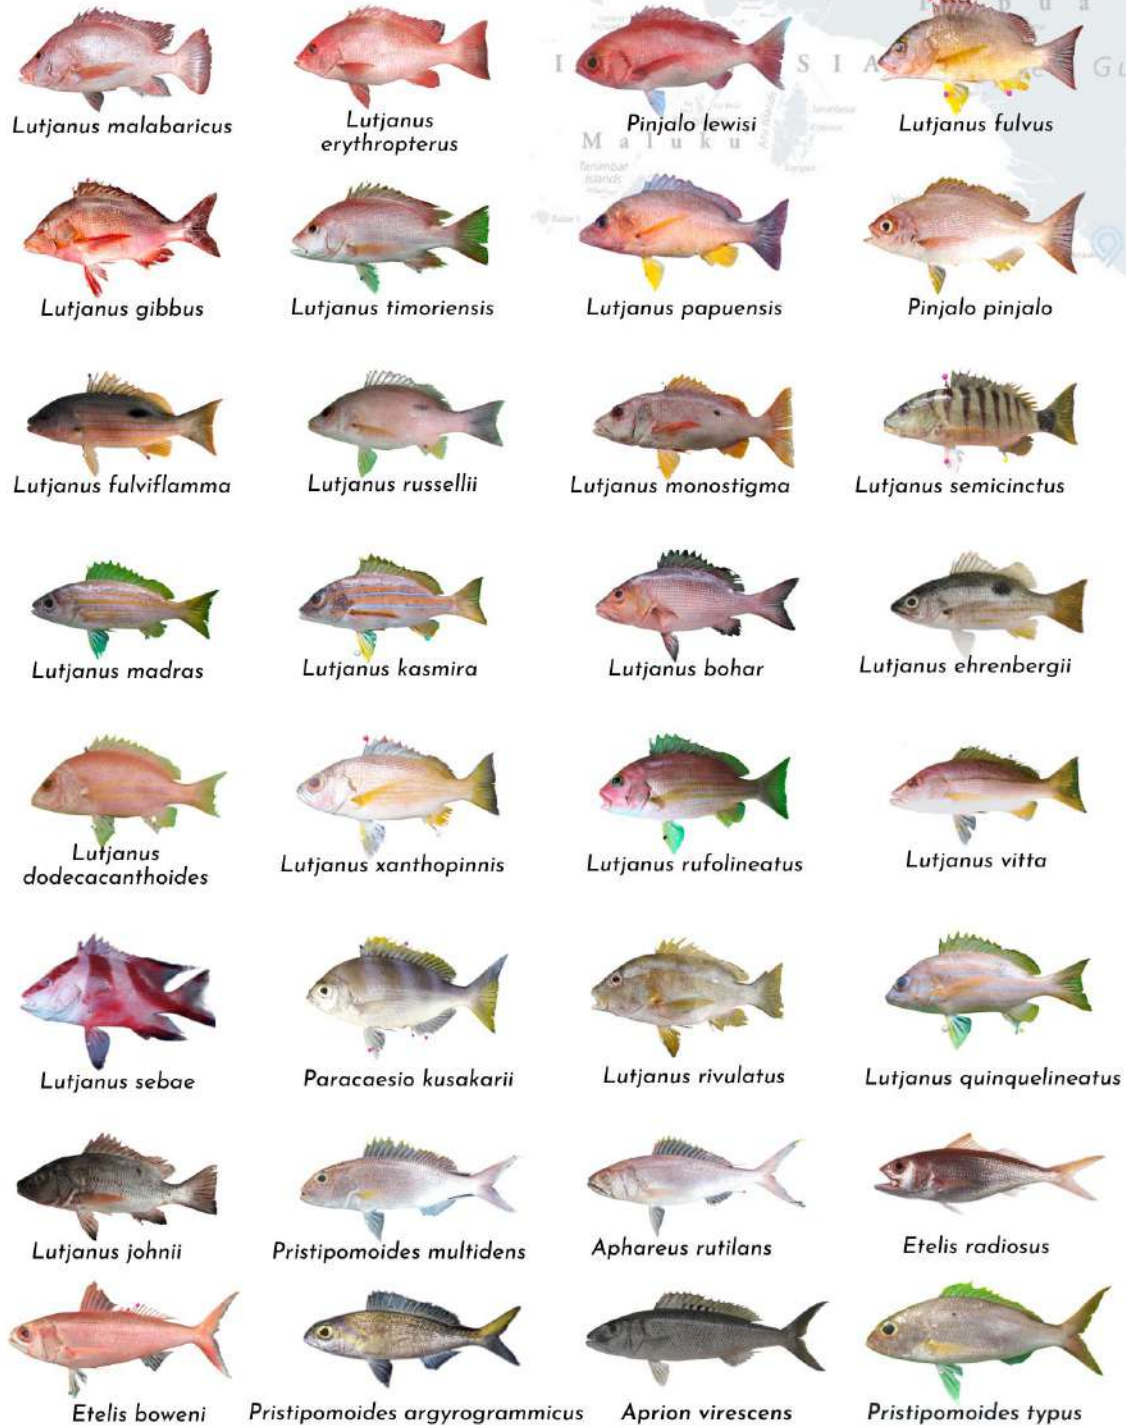 P a p u a
I
S I A
Gu
Lutjanus malabaricus
Lutjanus
erythropterus
Pinjalo lewisi
Lutjanus fulvus
M a l u k u
Tanimbar
Islands
Lutjanus gibbus
Lutjanus timoriensis
Lutjanus papuensis
Pinjalo pinjalo
Lutjanus fulviflamma
Lutjanus russellii
Lutjanus monostigma
Lutjanus semicinctus
Lutjanus madras
Lutjanus kasmira
Lutjanus bohar
Lutjanus ehrenbergii
Lutjanus
dodecacanthoides
Lutjanus xanthopinnis
Lutjanus rufolineatus
Lutjanus vitta
Lutjanus sebae
Paracaesio kusakarii
Lutjanus rivulatus
Lutjanus quinquelineatus
Lutjanus johnii
Pristipomoides multidens
Aphareus rutilans
Etelis radiosus
Etelis boweni
Pristipomoides argyrogrammicus
Aprion virescens
Pristipomoides typus